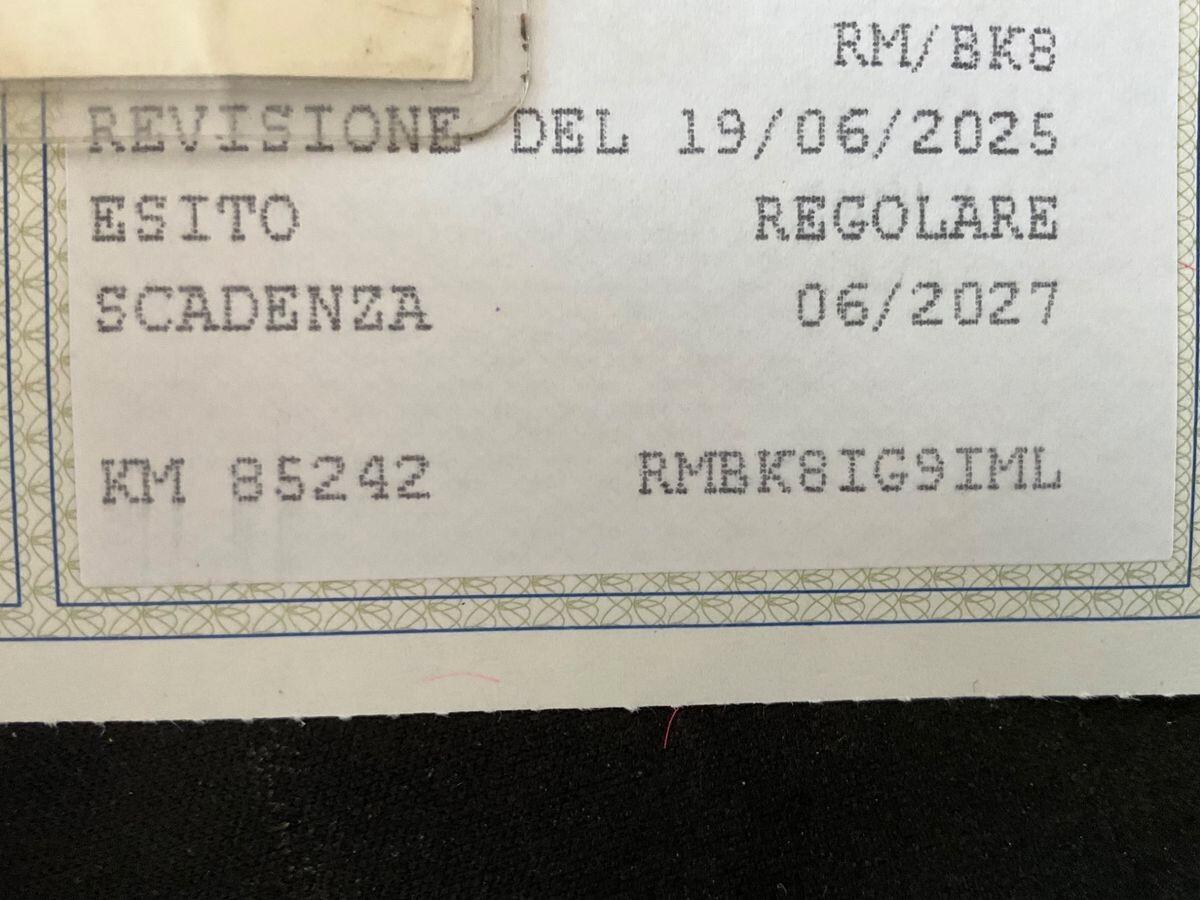 RM/BK8
REVISIONE DEL 19/06/2025
ESITO REGOLARE
SCADENZA 06/2027
KM 85242 RMBK8IG9IML